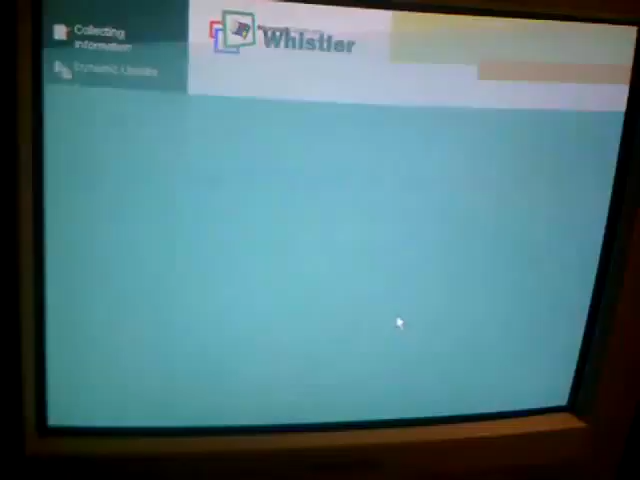 Collecting
Information
Dynamic Update
Whistler